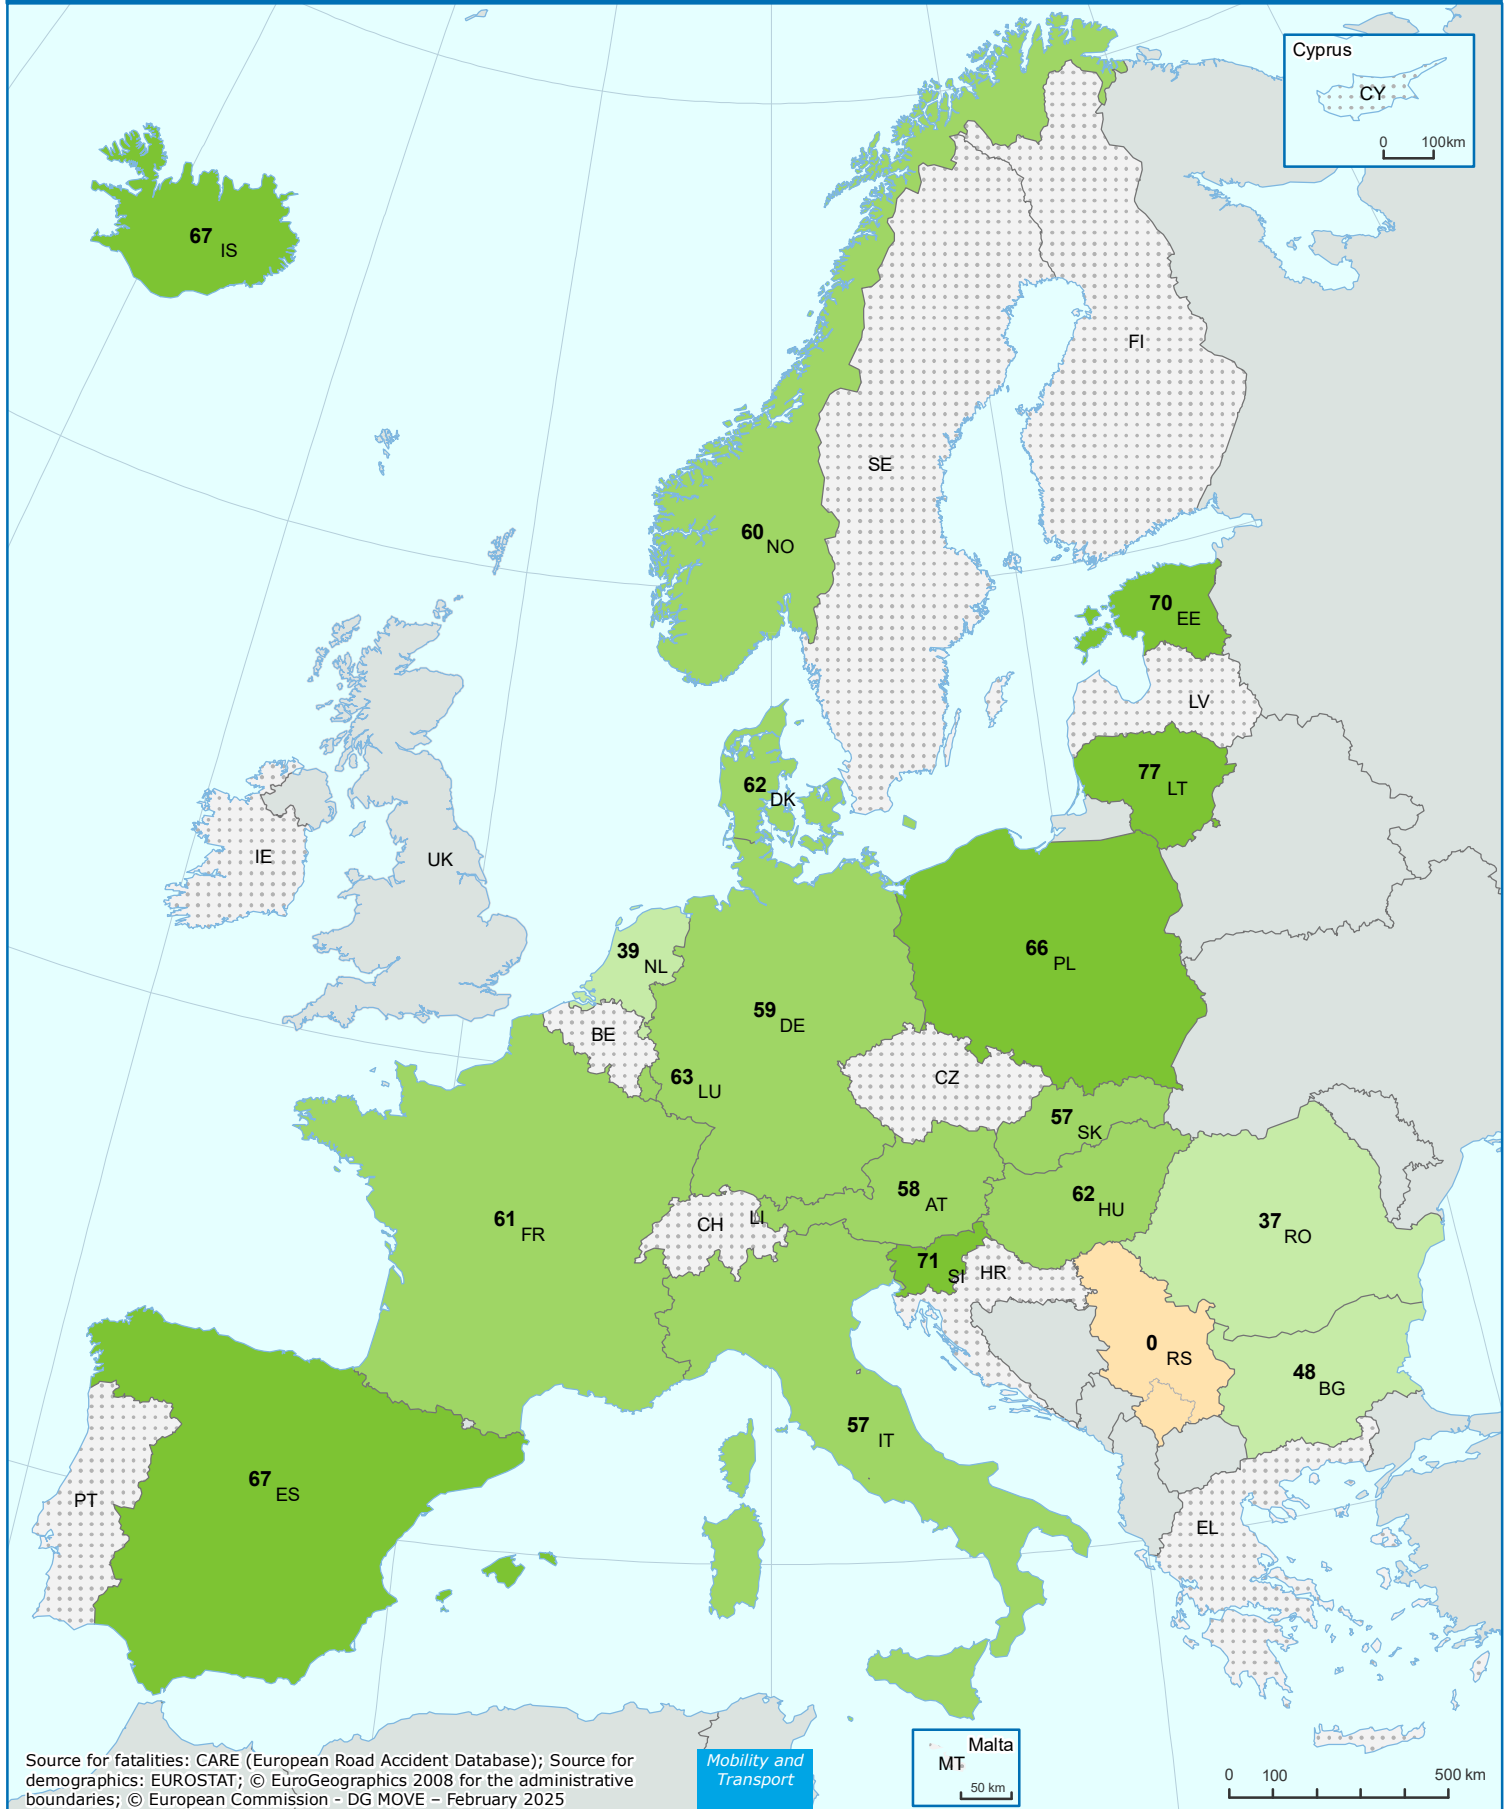 Cyprus
CY
0 100km
67 IS
FI
SE
60 NO
70 EE
LV
77 LT
62 DK
IE
UK
39 NL
66 PL
59 DE
BE
CZ
63 LU
57 SK
58 AT
62 HU
61 FR
CH
LI
37 RO
71 SI
HR
0 RS
48 BG
57 IT
67 ES
PT
EL
Source for fatalities: CARE (European Road Accident Database); Source for
demographics: EUROSTAT; © EuroGeographics 2008 for the administrative
boundaries; © European Commission - DG MOVE – February 2025
Mobility and
Transport
Malta
MT
50 km
0 100 500 km